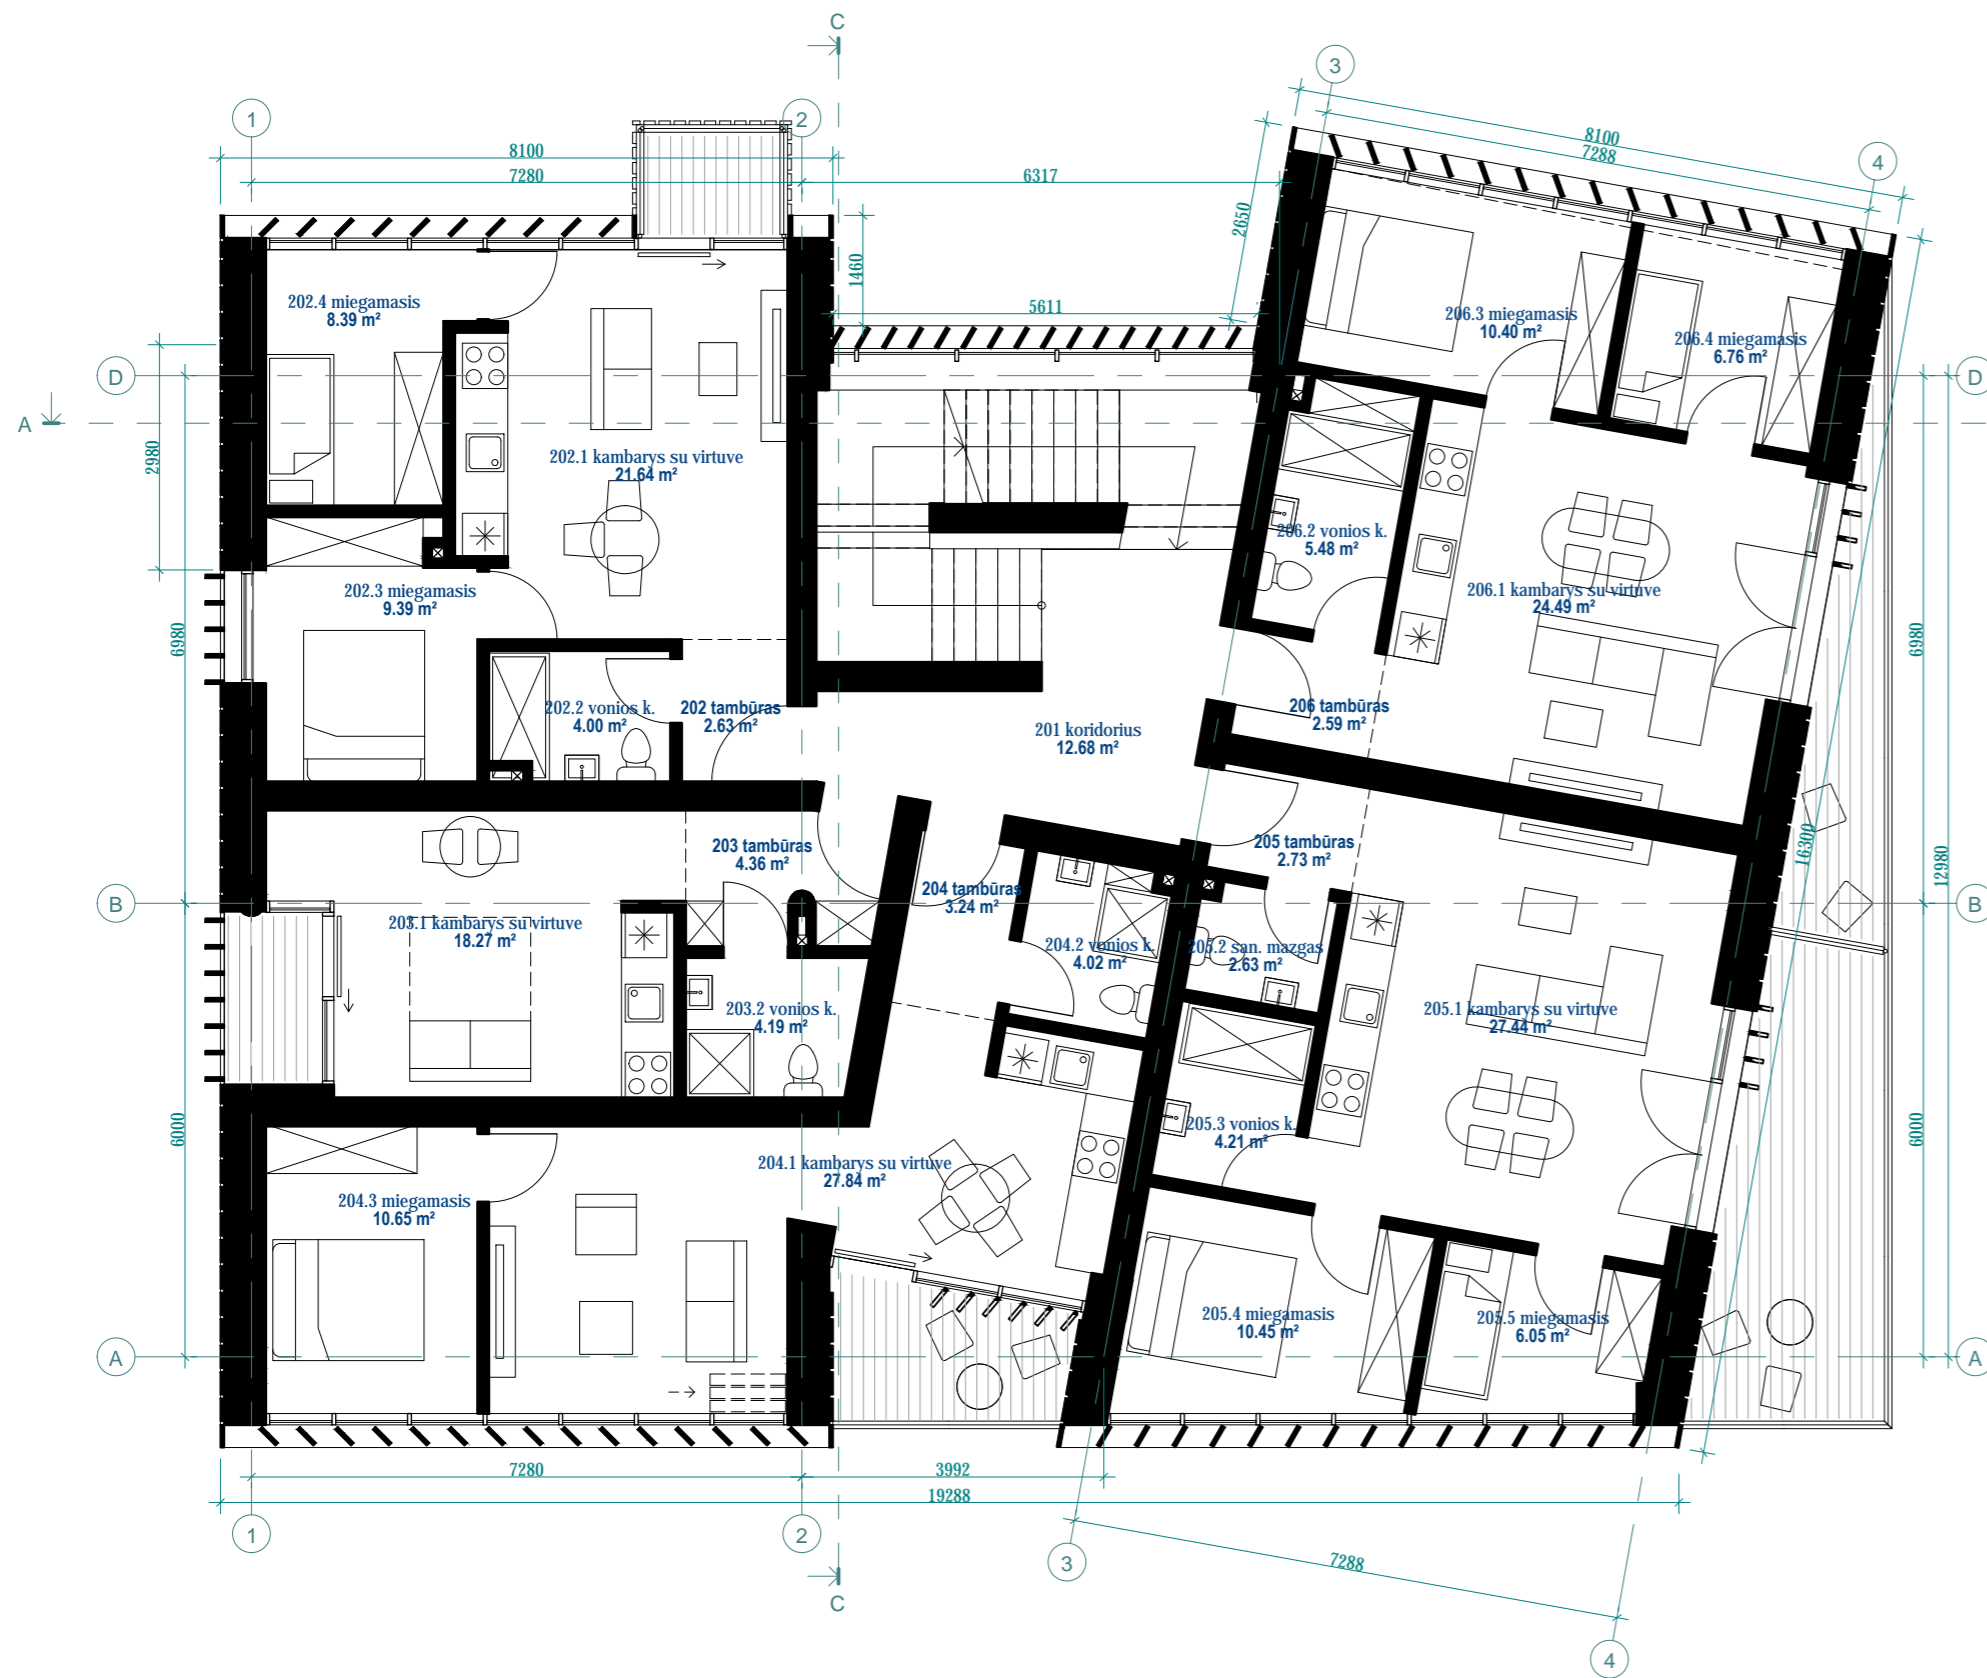 C
3
1
2
4
8100
7280
6317
8100
7288
2650
1460
5611
202.4 miegamasis
8.39 m²
206.3 miegamasis
10.40 m²
206.4 miegamasis
6.76 m²
D
D
A
2980
202.1 kambarys su virtuve
21.64 m²
206.2 vonios k.
5.48 m²
202.3 miegamasis
9.39 m²
206.1 kambarys su virtuve
24.49 m²
6980
6980
202.2 vonios k.
4.00 m²
202 tambūras
2.63 m²
206 tambūras
2.59 m²
201 koridorius
12.68 m²
203 tambūras
4.36 m²
205 tambūras
2.73 m²
16300
12980
204 tambūras
3.24 m²
B
B
203.1 kambarys su virtuve
18.27 m²
204.2 vonios k.
4.02 m²
205.2 san. mazgas
2.63 m²
203.2 vonios k.
4.19 m²
205.1 kambarys su virtuve
27.44 m²
6000
6000
205.3 vonios k.
4.21 m²
204.1 kambarys su virtuve
27.84 m²
204.3 miegamasis
10.65 m²
205.4 miegamasis
10.45 m²
205.5 miegamasis
6.05 m²
A
A
7280
3992
19288
1
2
3
7288
C
4